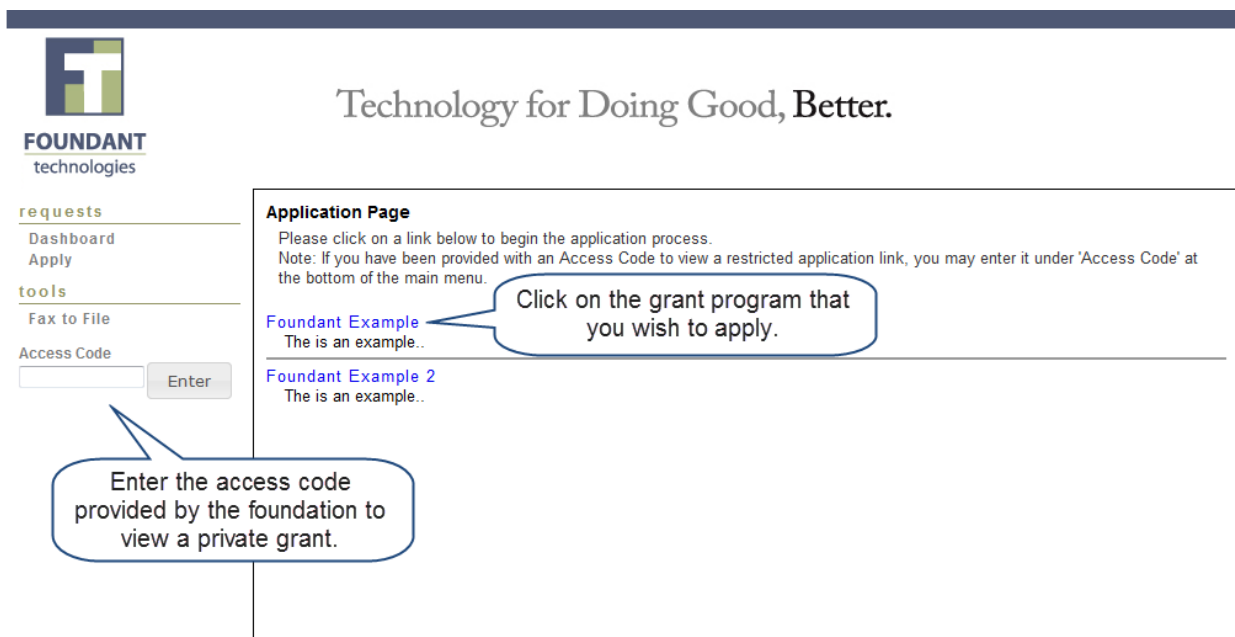 FT
FOUNDANT
technologies
Technology for Doing Good, Better.
requests
Dashboard
Apply
tools
Fax to File
Access Code
Enter
Enter the access code
provided by the foundation to
view a private grant.
Application Page
Please click on a link below to begin the application process.
Note: If you have been provided with an Access Code to view a restricted application link, you may enter it under 'Access Code' at
the bottom of the main menu.
Click on the grant program that
you wish to apply.
Foundant Example
The is an example..
Foundant Example 2
The is an example..